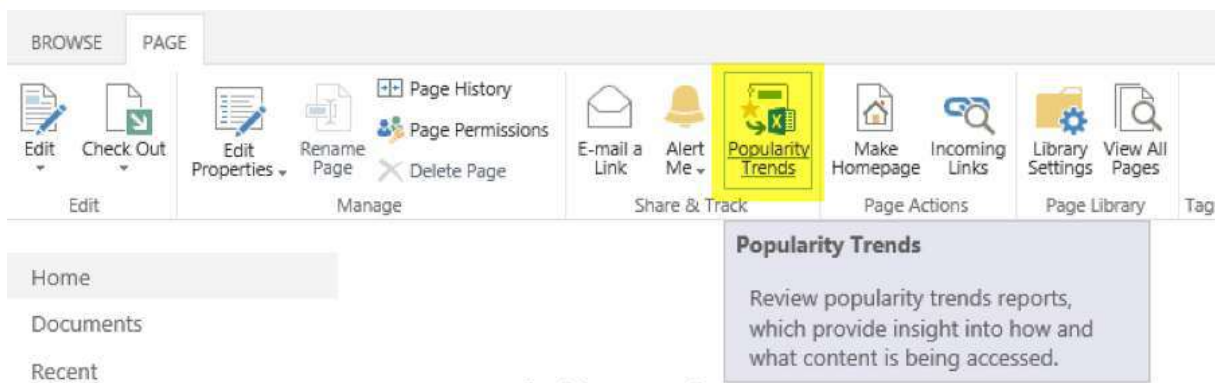 BROWSE PAGE
Edit
Check Out
Edit
Properties
Rename
Page
Page History
Page Permissions
Delete Page
E-mail a
Link
Alert
Me
Popularity
Trends
Make
Homepage
Incoming
Links
Library
Settings
View All
Pages
Edit
Manage
Share & Track
Page Actions
Page Library
Tag
Popularity Trends
Review popularity trends reports,
which provide insight into how and
what content is being accessed.
Home
Documents
Recent